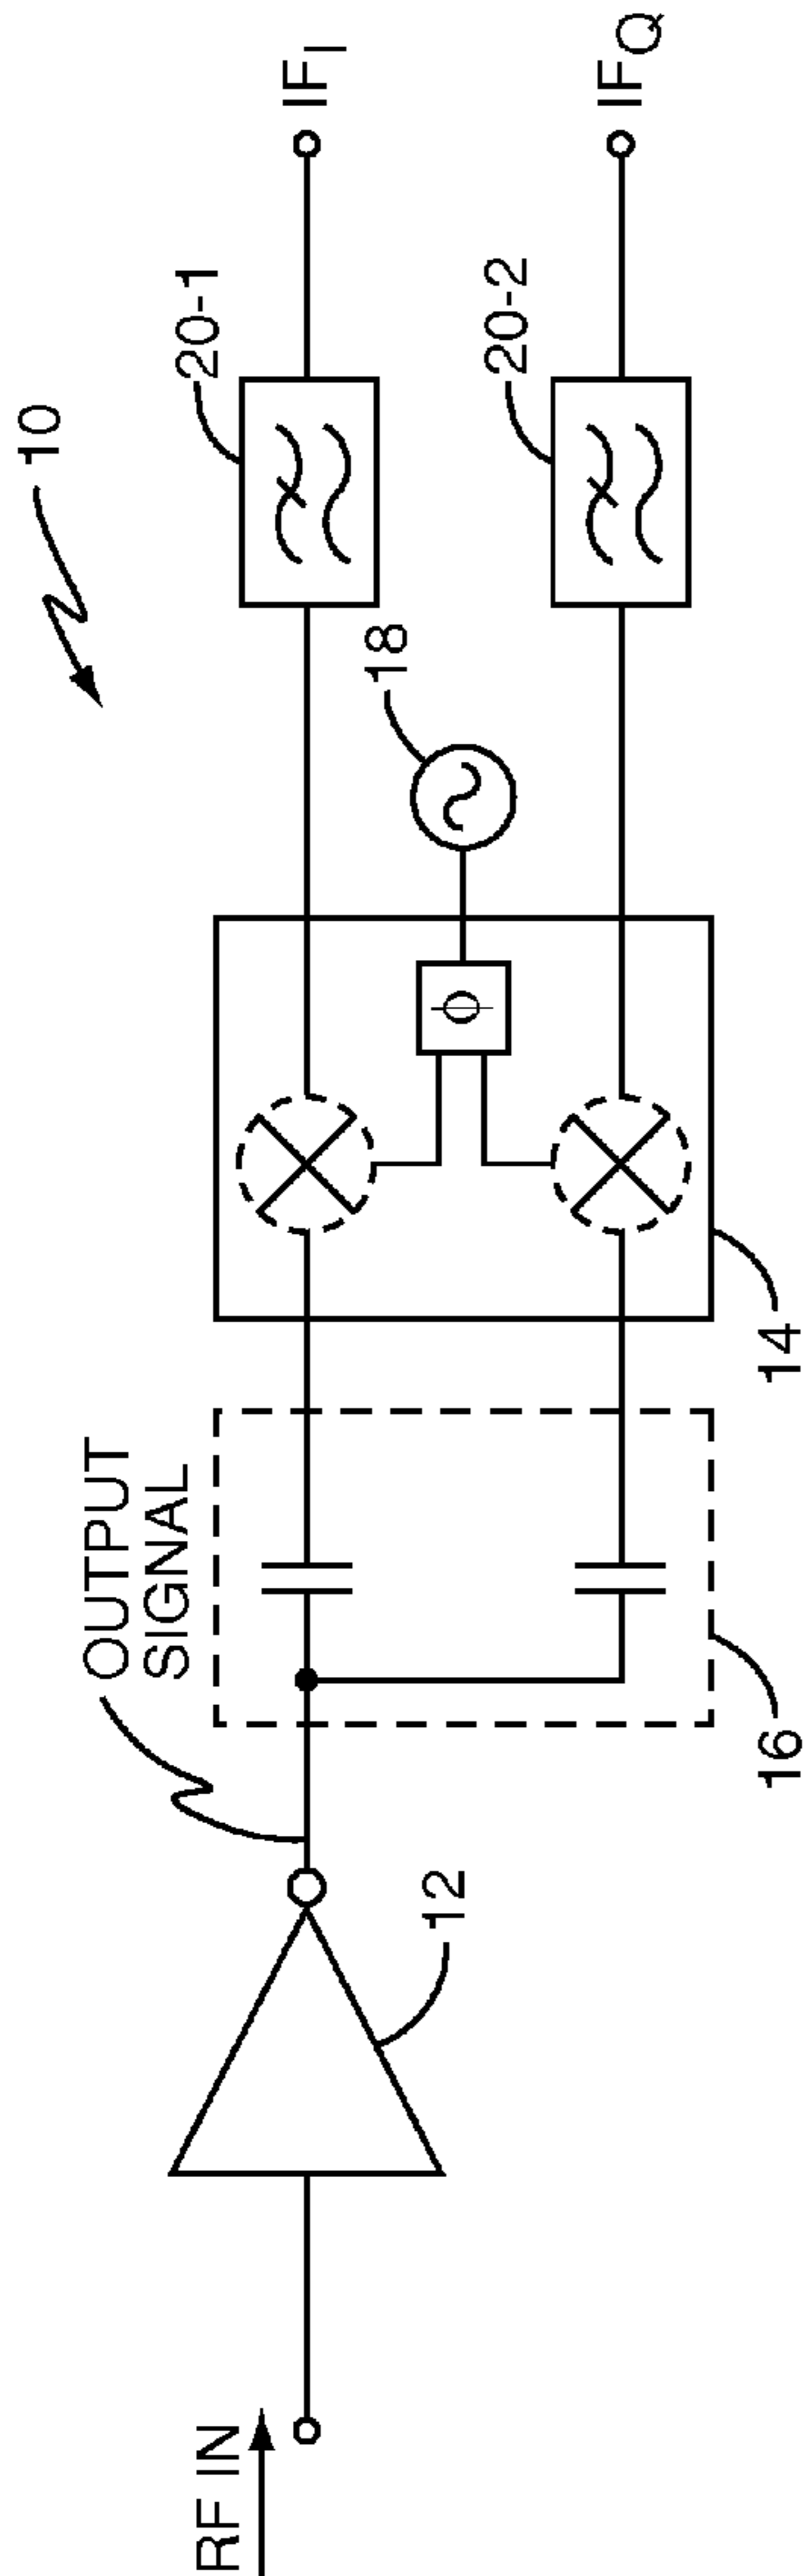 10
RF IN
12
OUTPUT
SIGNAL
16
14
ϕ
18
20-1
20-2
IF_I
IF_Q